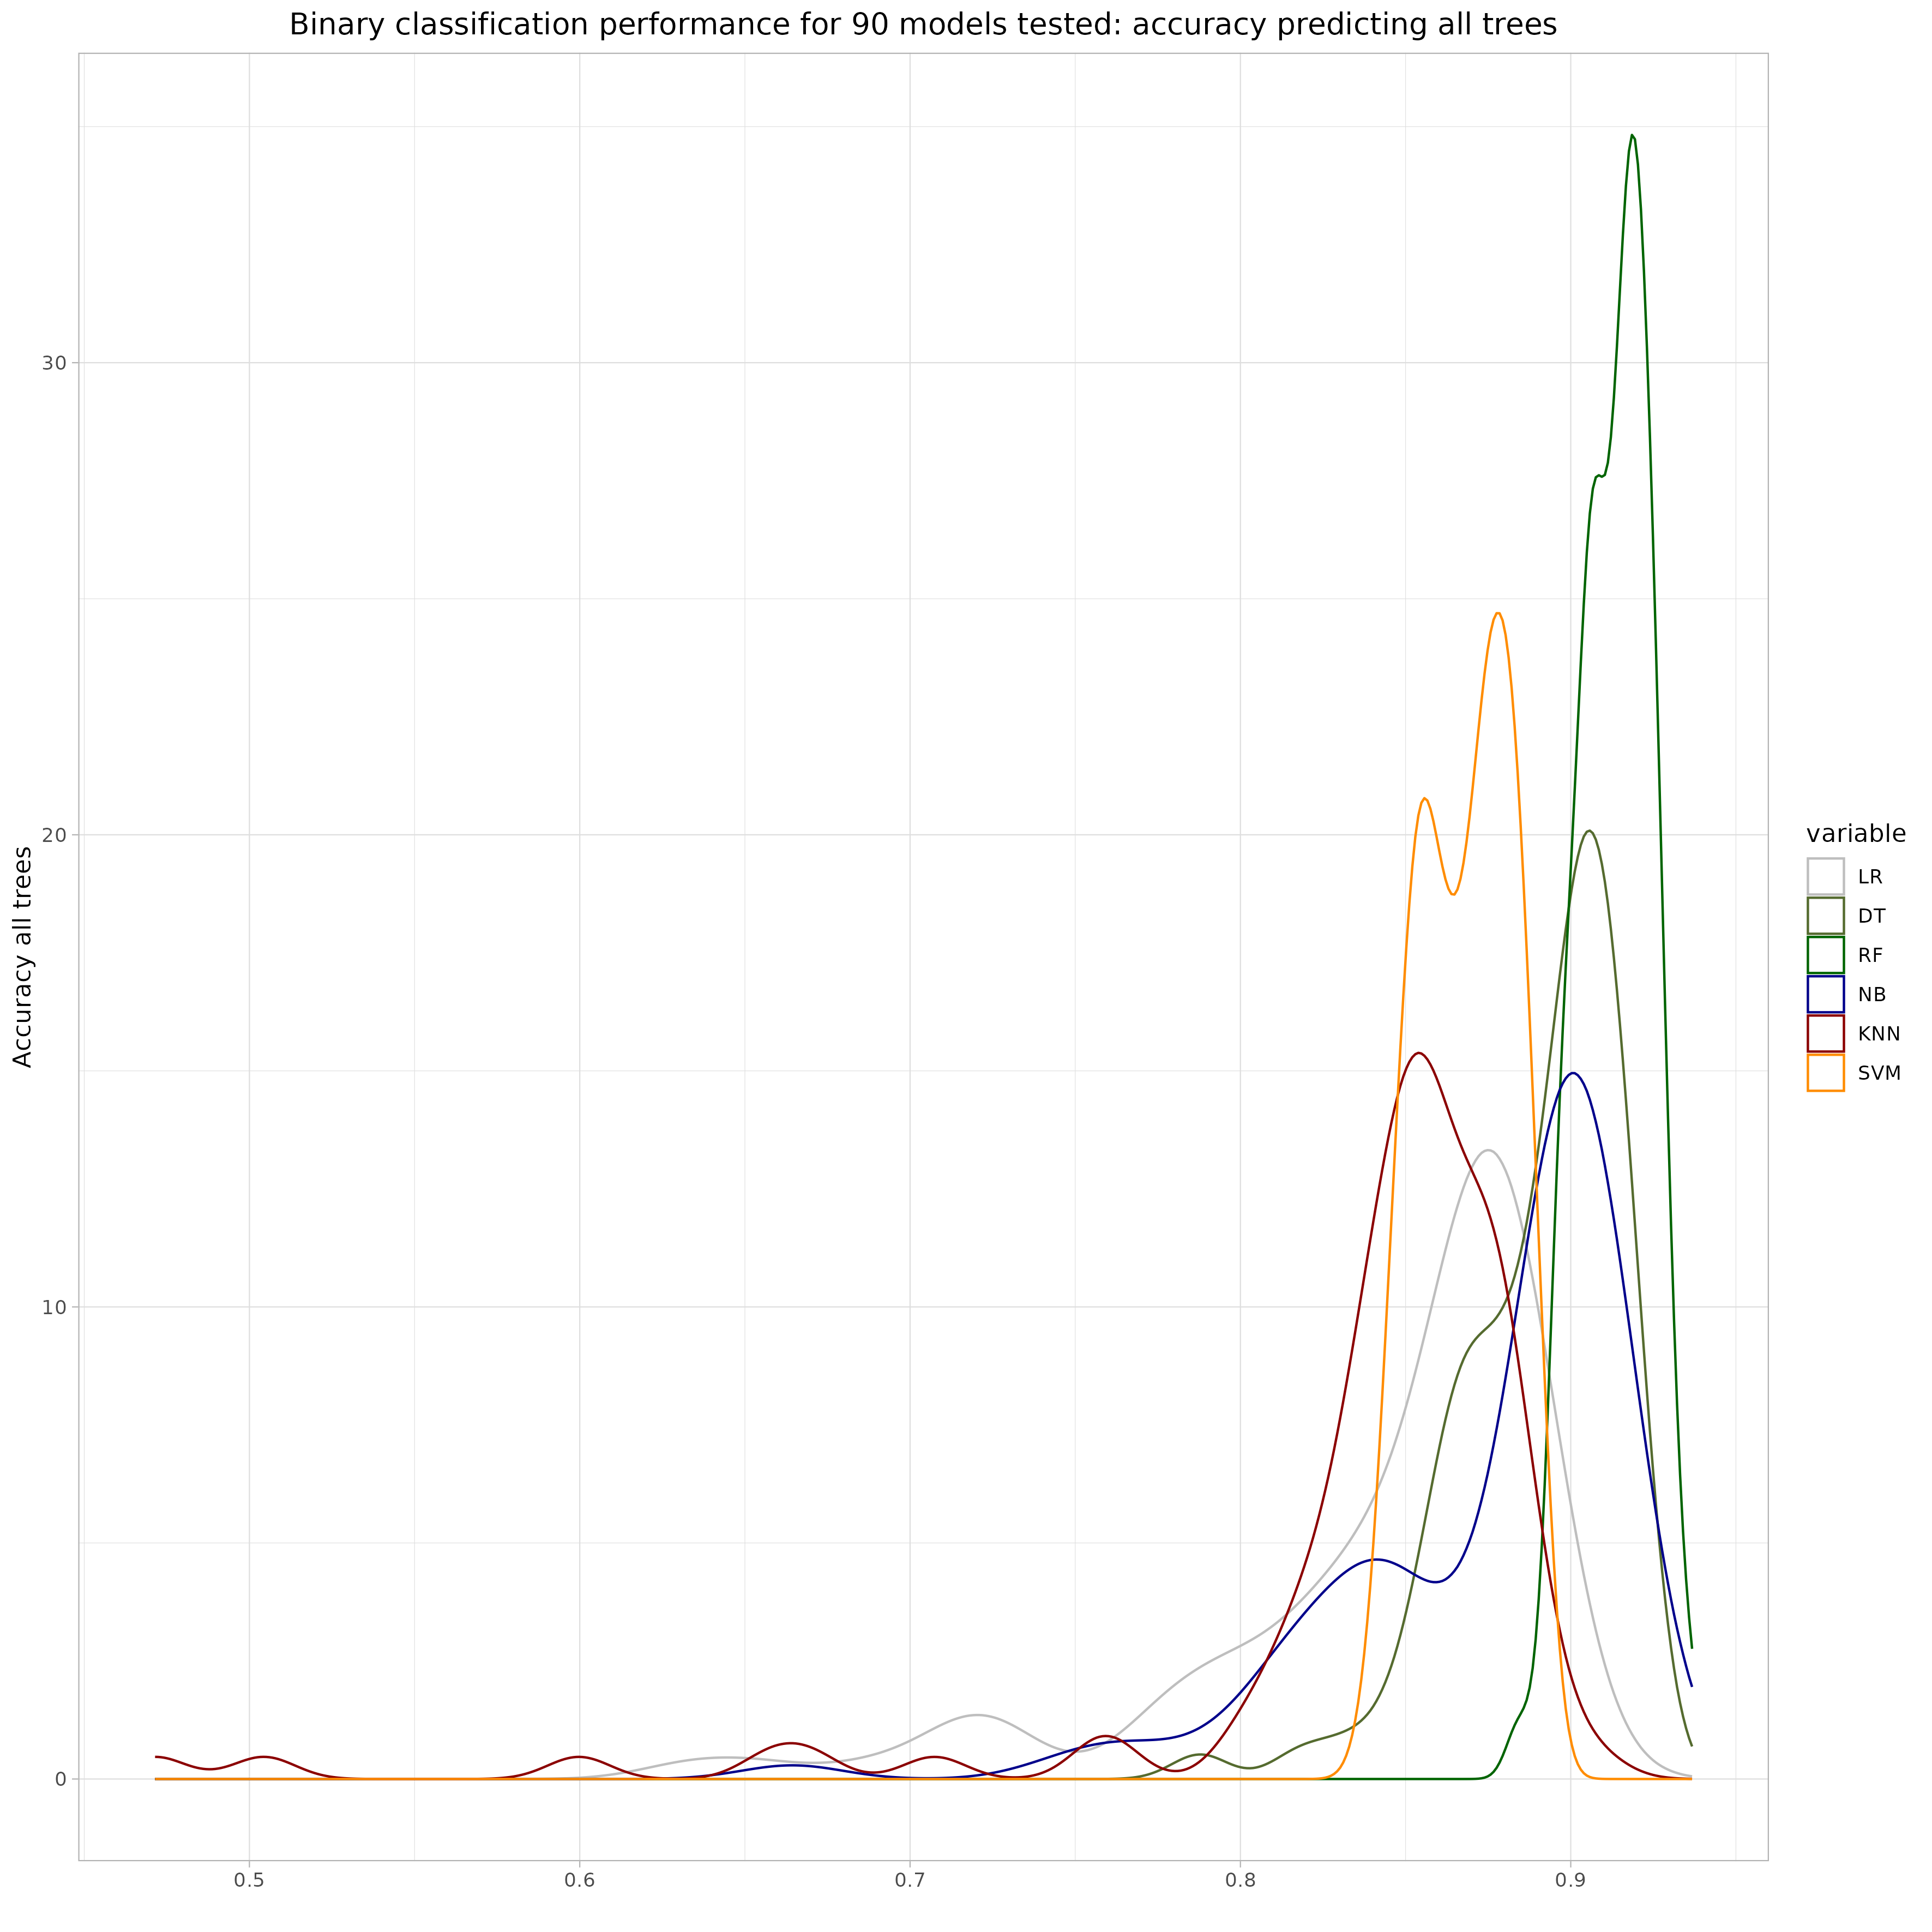 Binary classification performance for 90 models tested: accuracy predicting all trees
Accuracy all trees
30
20
10
0
0.5 0.6 0.7 0.8 0.9
variable
LR
DT
RF
NB
KNN
SVM